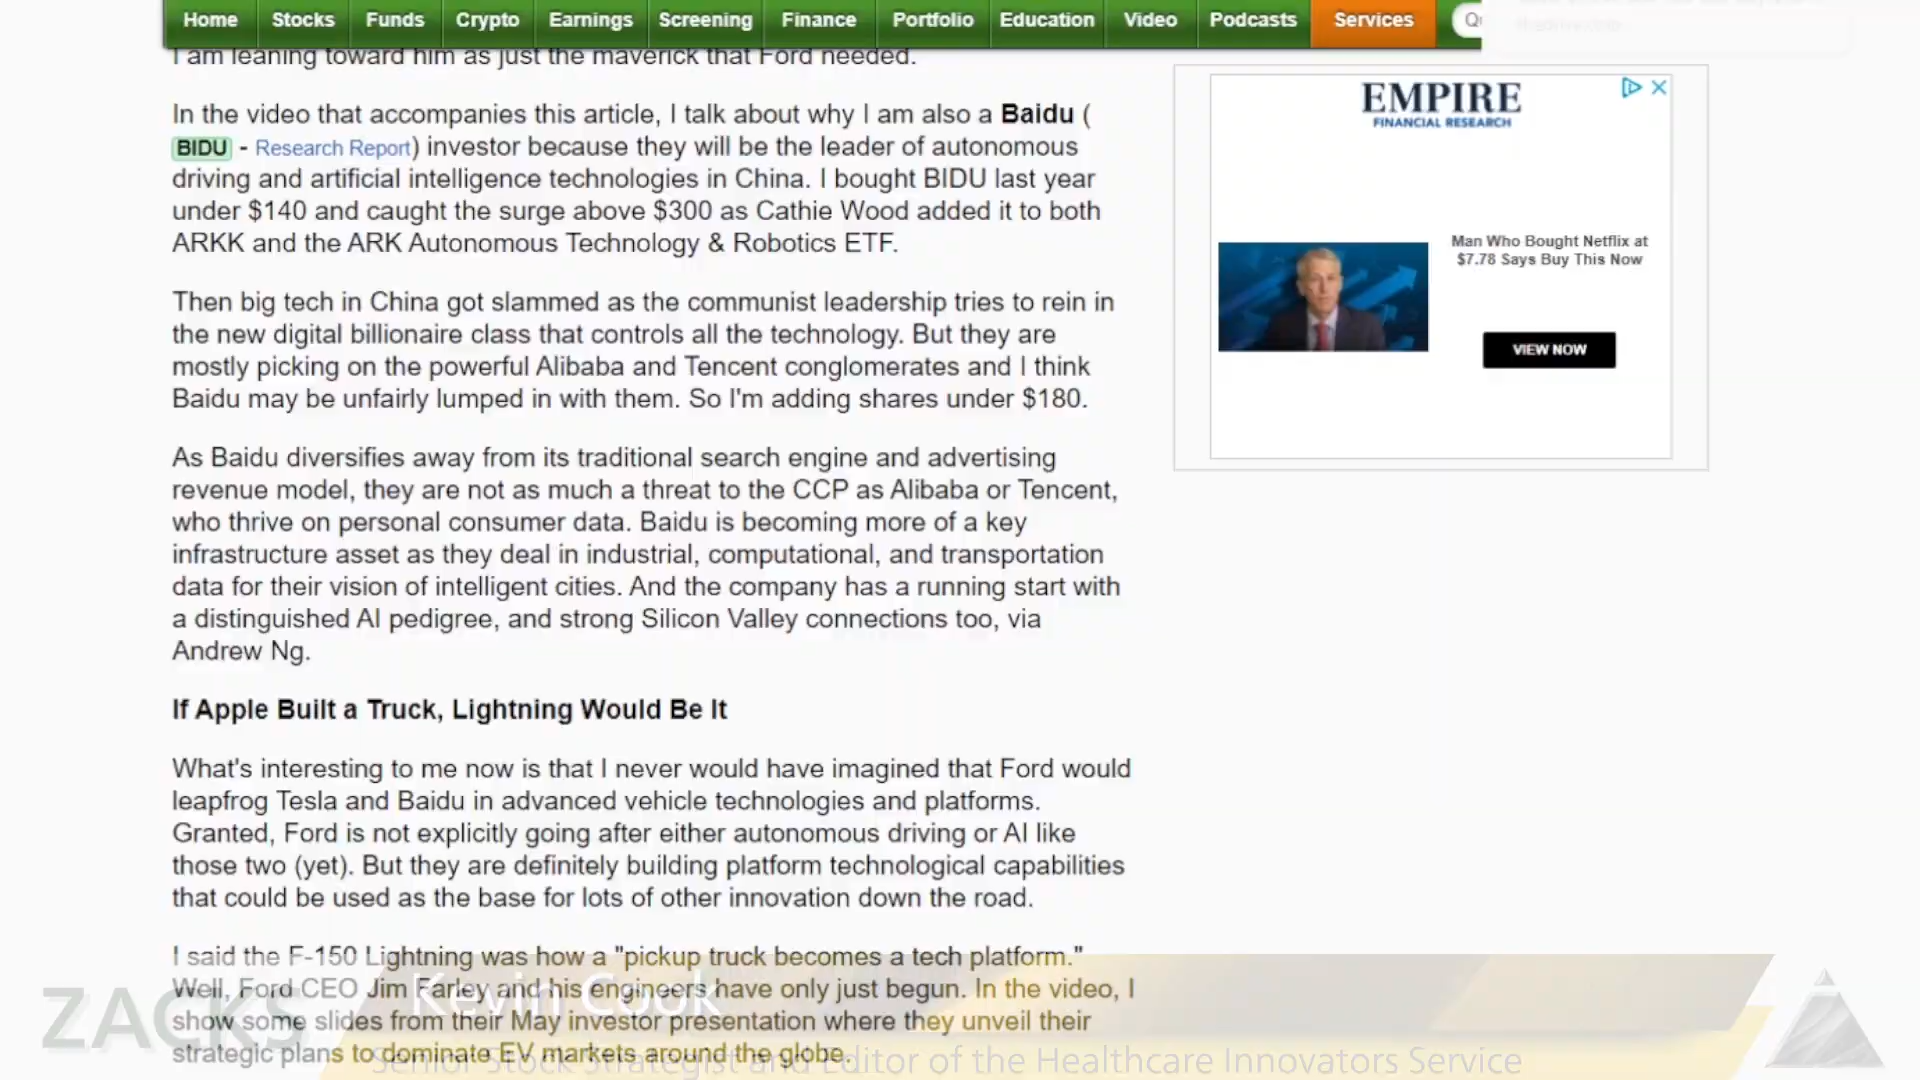 Home Stocks Funds Crypto Earnings Screening Finance Portfolio Education Video Podcasts Services
I am leaning toward him as just the maverick that Ford needed.
In the video that accompanies this article, I talk about why I am also a Baidu (
BIDU - Research Report) investor because they will be the leader of autonomous
driving and artificial intelligence technologies in China. I bought BIDU last year
under $140 and caught the surge above $300 as Cathie Wood added it to both
ARKK and the ARK Autonomous Technology & Robotics ETF.
Then big tech in China got slammed as the communist leadership tries to rein in
the new digital billionaire class that controls all the technology. But they are
mostly picking on the powerful Alibaba and Tencent conglomerates and I think
Baidu may be unfairly lumped in with them. So I'm adding shares under $180.
As Baidu diversifies away from its traditional search engine and advertising
revenue model, they are not as much a threat to the CCP as Alibaba or Tencent,
who thrive on personal consumer data. Baidu is becoming more of a key
infrastructure asset as they deal in industrial, computational, and transportation
data for their vision of intelligent cities. And the company has a running start with
a distinguished AI pedigree, and strong Silicon Valley connections too, via
Andrew Ng.
If Apple Built a Truck, Lightning Would Be It
What's interesting to me now is that I never would have imagined that Ford would
leapfrog Tesla and Baidu in advanced vehicle technologies and platforms.
Granted, Ford is not explicitly going after either autonomous driving or AI like
those two (yet). But they are definitely building platform technological capabilities
that could be used as the base for lots of other innovation down the road.
I said the F-150 Lightning was how a "pickup truck becomes a tech platform."
Well, Ford CEO Jim Farley and his engineers have only just begun. In the video, I
show some slides from their May investor presentation where they unveil their
strategic plans to dominate EV markets around the globe.
EMPIRE
FINANCIAL RESEARCH
Man Who Bought Netflix at
$7.78 Says Buy This Now
VIEW NOW
ZACKS
Kevin Cook
Senior Stock Strategist and Editor of the Healthcare Innovators Service